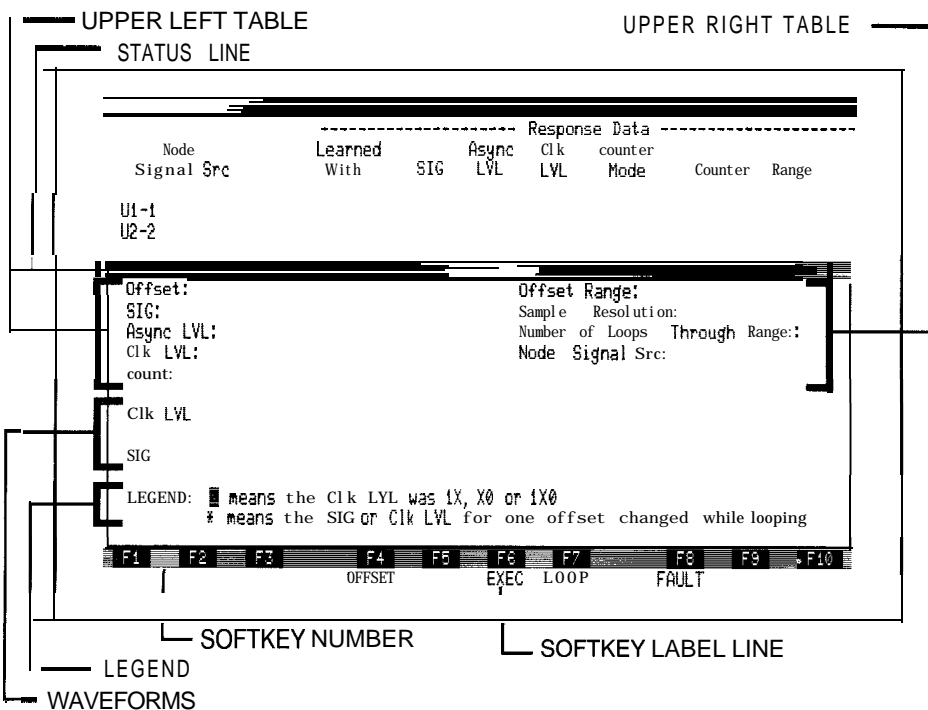 UPPER LEFT TABLE
UPPER RIGHT TABLE
STATUS LINE
Response Data
Node Learned Async Clk counter
Signal Src With SIG LVL LVL Mode Counter Range
U1-1
U2-2
Offset: Offset Range:
SIG: Sample Resolution:
Async LVL: Number of Loops Through Range::
Clk LVL: Node Signal Src:
count:
Clk LVL
SIG
LEGEND: █ means the Clk LYL was 1X, X0 or 1X0
* means the SIG or Clk LVL for one offset changed while looping
F1 F2 F3 F4 F5 F6 F7 F8 F9 F10
OFFSET EXEC LOOP FAULT
SOFTKEY NUMBER
SOFTKEY LABEL LINE
LEGEND
WAVEFORMS